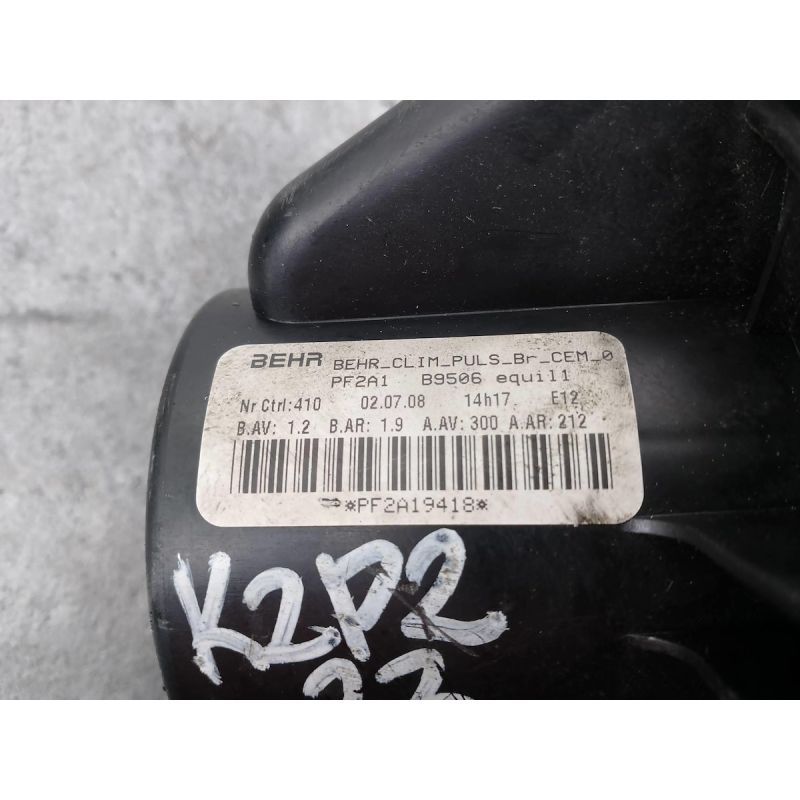 BEHR BEHR_CLIM_PULS_Br_CEM_0
PF2A1 B9506 equil1
Nr Ctrl:410 02.07.08 14h17 E12
B.AV: 1.2 B.AR: 1.9 A.AV: 300 A.AR: 212
*PF2A19418*
K2P2